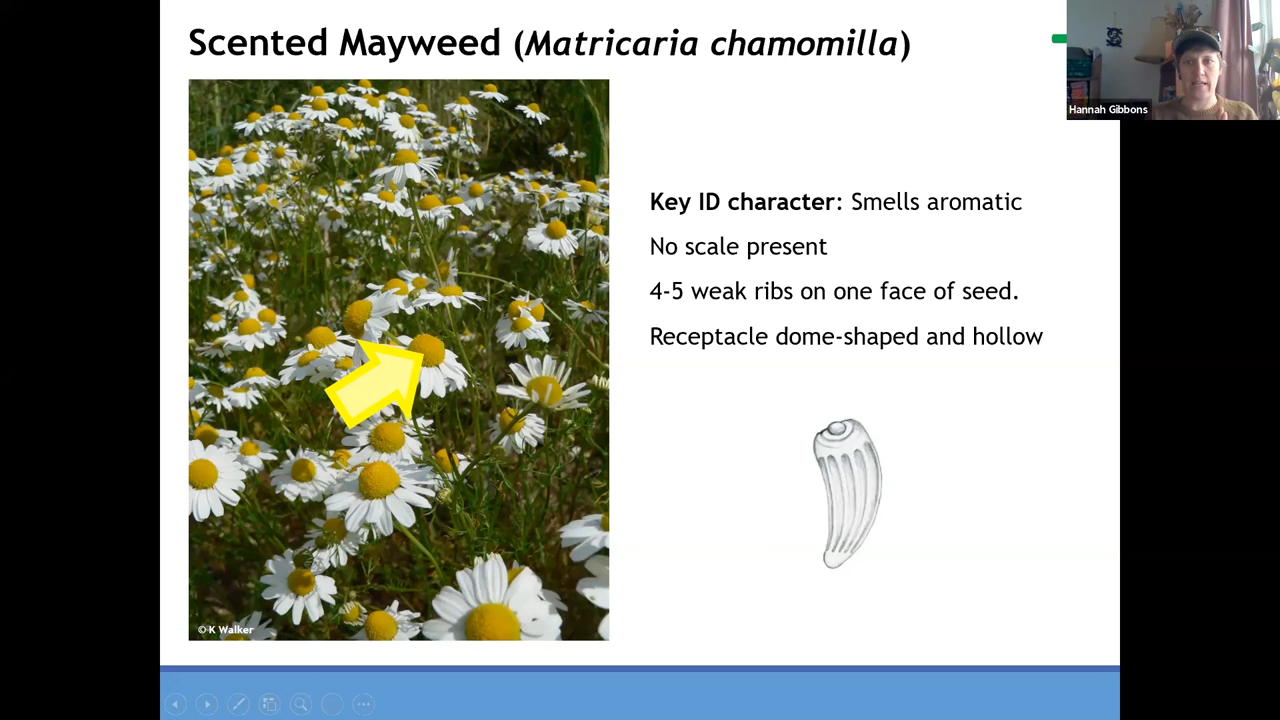 Scented Mayweed (Matricaria chamomilla)
Hannah Gibbons
Key ID character: Smells aromatic
No scale present
4-5 weak ribs on one face of seed.
Receptacle dome-shaped and hollow
© K Walker